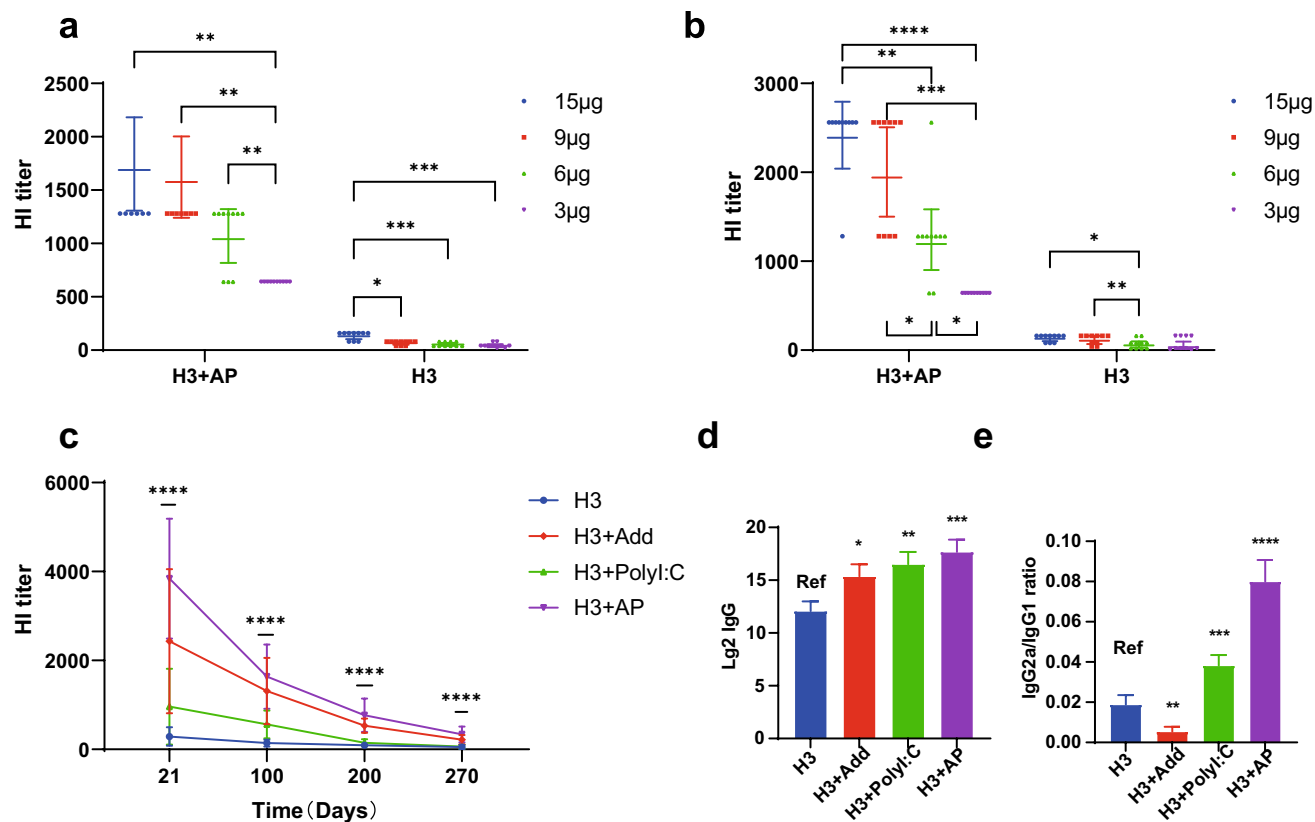 a
**
**
**
***
***
*
2500
2000
1500
1000
500
0
HI titer
H3+AP
H3
15μg
9μg
6μg
3μg
b
****
**
***
*
**
*
*
3000
2000
1000
0
HI titer
H3+AP
H3
15μg
9μg
6μg
3μg
c
****
****
****
****
6000
4000
2000
0
HI titer
21
100
200
270
Time（Days）
H3
H3+Add
H3+PolyI:C
H3+AP
d
20
15
10
5
0
Lg2 IgG
Ref
*
**
***
H3
H3+Add
H3+PolyI:C
H3+AP
e
0.10
0.08
0.06
0.04
0.02
0.00
IgG2a/IgG1 ratio
Ref
**
***
****
H3
H3+Add
H3+PolyI:C
H3+AP